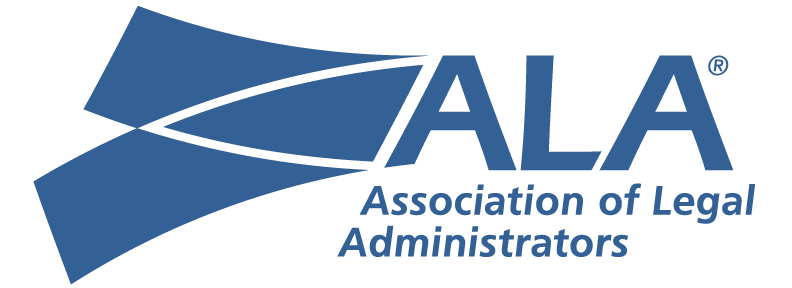 ALA®
Association of Legal
Administrators